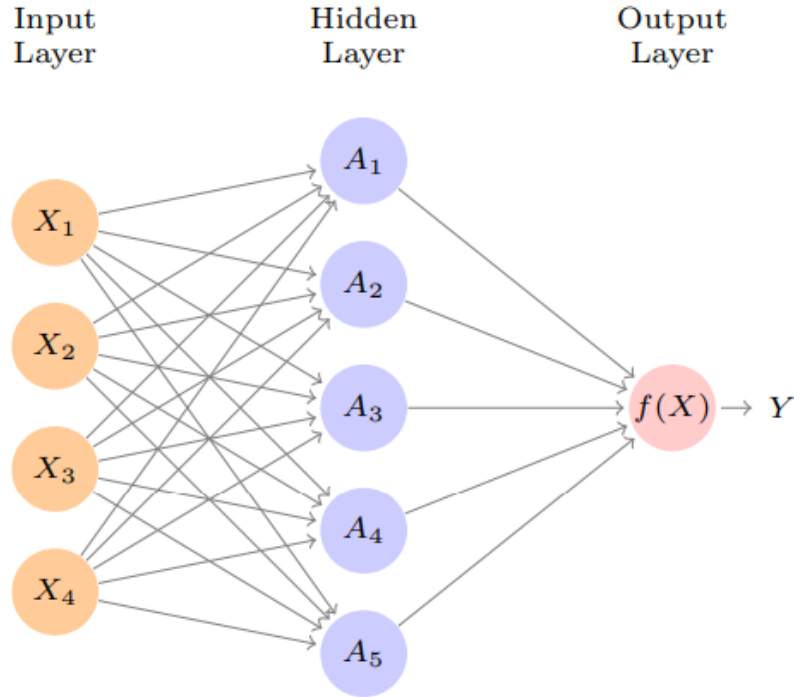 Input
Layer
Hidden
Layer
Output
Layer
X₁
X₂
X₃
X₄
A₁
A₂
A₃
A₄
A₅
f(X)
Y